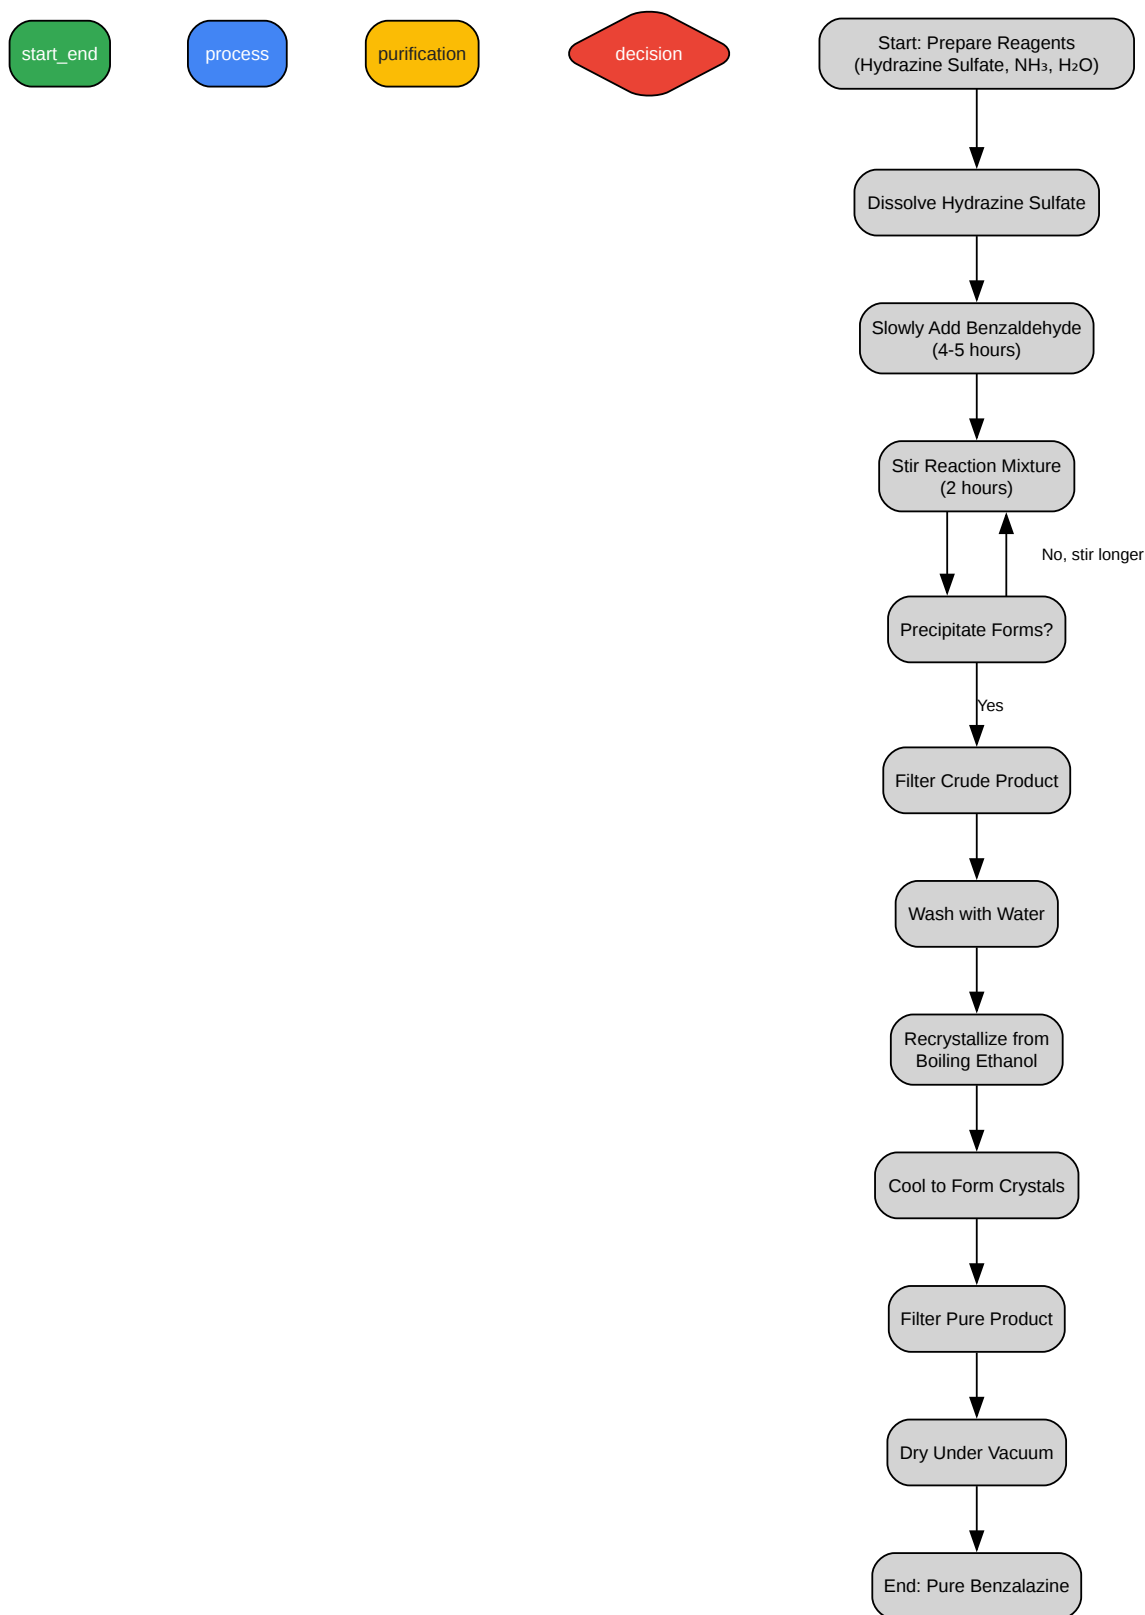 start_end
process
purification
decision
Start: Prepare Reagents
(Hydrazine Sulfate, NH₃, H₂O)
Dissolve Hydrazine Sulfate
Slowly Add Benzaldehyde
(4-5 hours)
Stir Reaction Mixture
(2 hours)
No, stir longer
Precipitate Forms?
Yes
Filter Crude Product
Wash with Water
Recrystallize from
Boiling Ethanol
Cool to Form Crystals
Filter Pure Product
Dry Under Vacuum
End: Pure Benzalazine